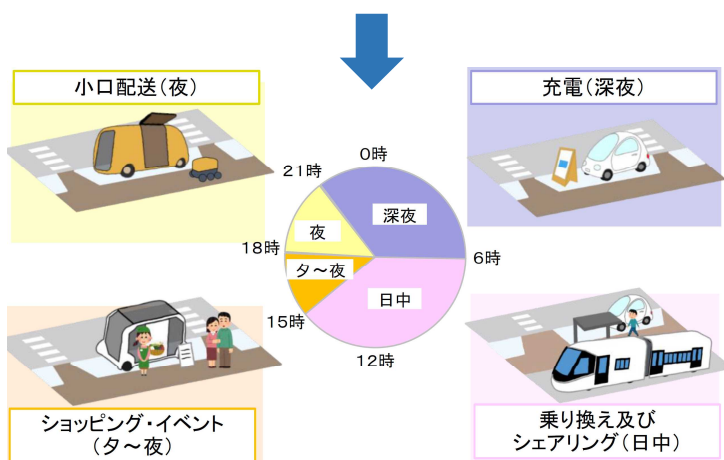 小口配送(夜)
充電(深夜)
0時
21時
深夜
夜
18時
6時
夕～夜
日中
15時
12時
ショッピング・イベント
(夕～夜)
乗り換え及び
シェアリング(日中)